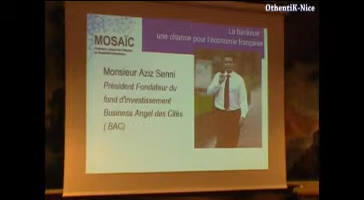 OthentiK-Nice
La banlieue
une chance pour l'économie française
MOSAÏC
Monsieur Aziz Senni
Président Fondateur du
fond d'investissement
Business Angel des Cités
( BAC)